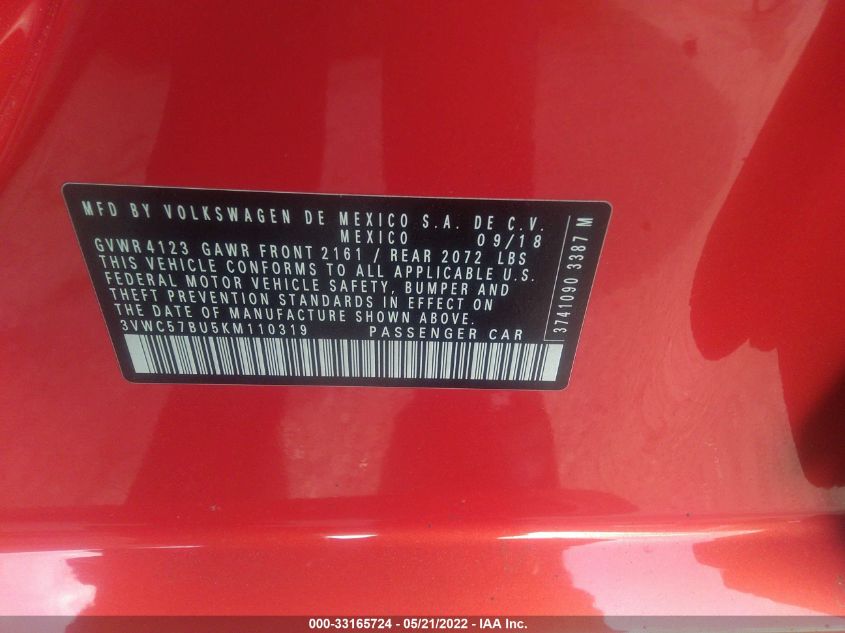 MFD BY VOLKSWAGEN DE MEXICO S.A. DE C.V.
MEXICO 09/18
GVWR 4123 GAWR FRONT 2161 / REAR 2072 LBS
THIS VEHICLE CONFORMS TO ALL APPLICABLE U.S.
FEDERAL MOTOR VEHICLE SAFETY, BUMPER AND
THEFT PREVENTION STANDARDS IN EFFECT ON
THE DATE OF MANUFACTURE SHOWN ABOVE.
3VWC57BU5KM110319 PASSENGER CAR
3741090 3387 M
000-33165724 - 05/21/2022 - IAA Inc.